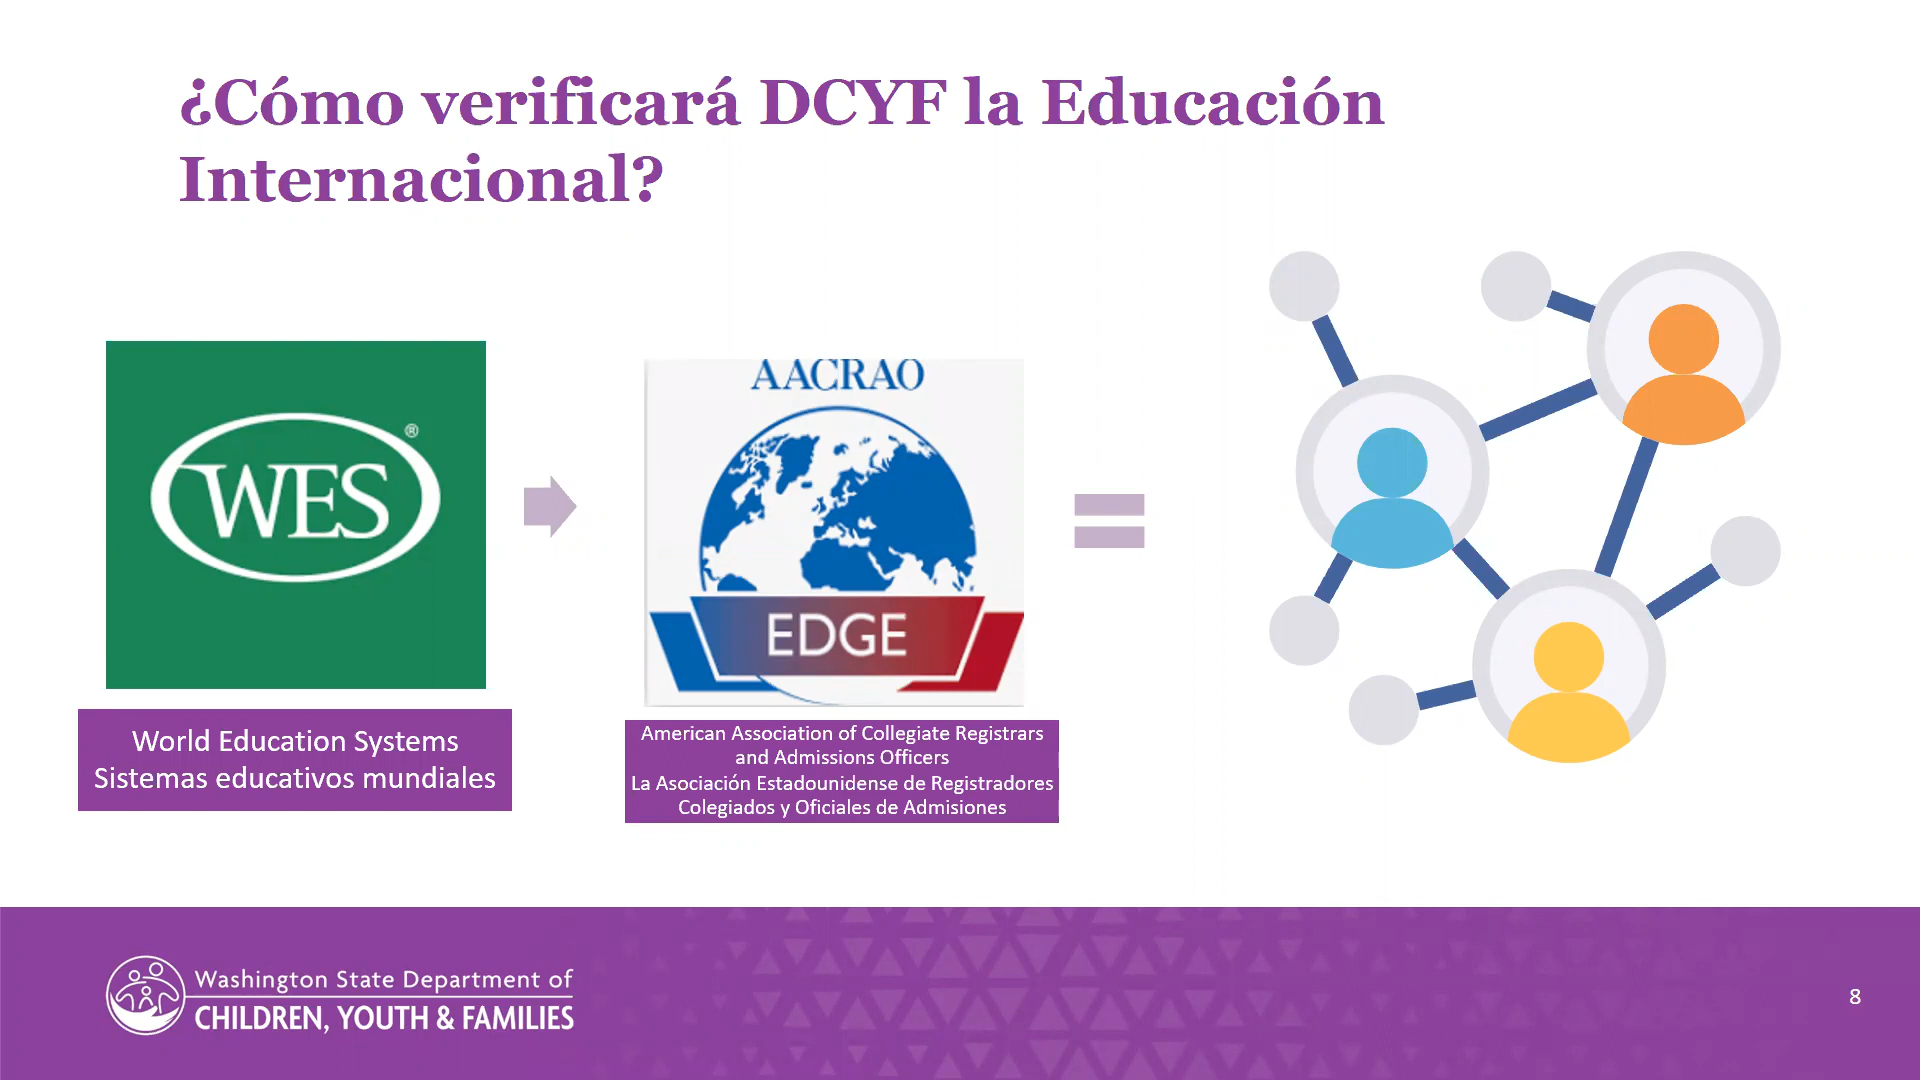 ¿Cómo verificará DCYF la Educación
Internacional?
WES®
World Education Systems
Sistemas educativos mundiales
AACRAO
EDGE
American Association of Collegiate Registrars
and Admissions Officers
La Asociación Estadounidense de Registradores
Colegiados y Oficiales de Admisiones
Washington State Department of
CHILDREN, YOUTH & FAMILIES
8